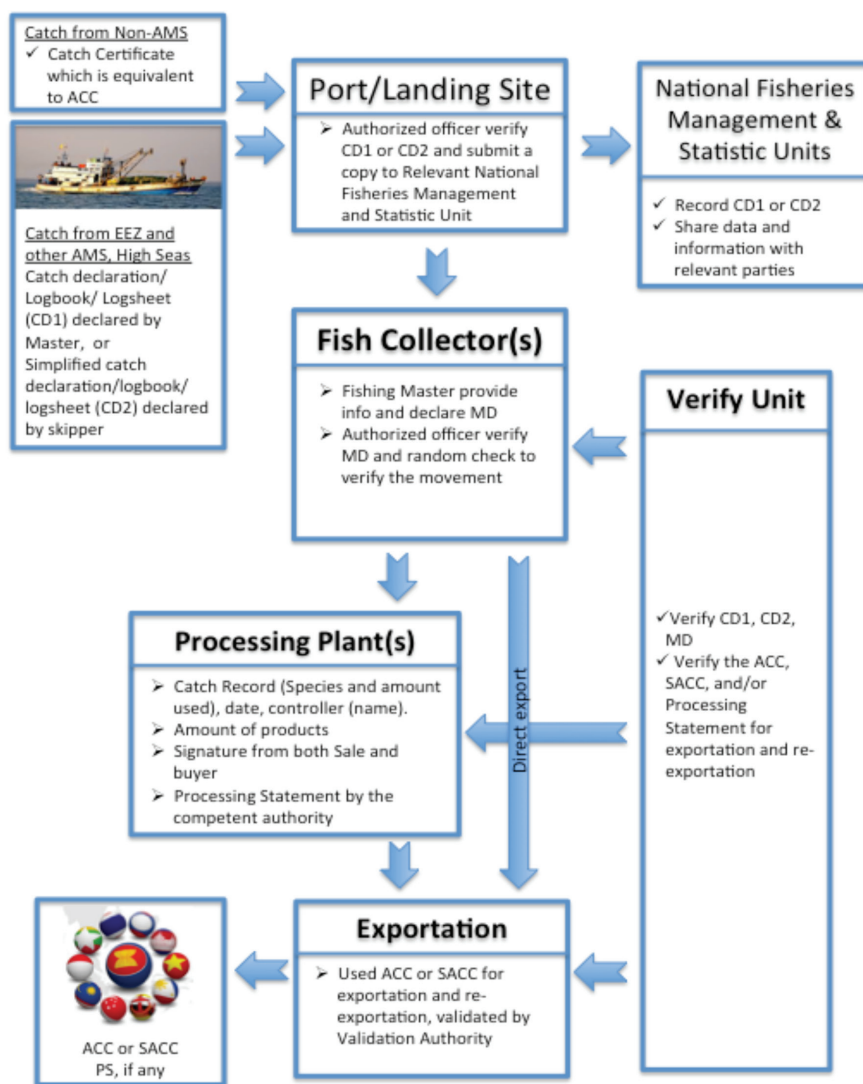 Catch from Non-AMS
✓ Catch Certificate
which is equivalent
to ACC
Catch from EEZ and
other AMS, High Seas
Catch declaration/
Logbook/ Logsheet
(CD1) declared by
Master, or
Simplified catch
declaration/logbook/
logsheet (CD2) declared
by skipper
Port/Landing Site
➢ Authorized officer verify
CD1 or CD2 and submit a
copy to Relevant National
Fisheries Management
and Statistic Unit
National Fisheries
Management &
Statistic Units
✓ Record CD1 or CD2
✓ Share data and
information with
relevant parties
Fish Collector(s)
➢ Fishing Master provide
info and declare MD
➢ Authorized officer verify
MD and random check to
verify the movement
Verify Unit
✓Verify CD1, CD2,
MD
✓ Verify the ACC,
SACC, and/or
Processing
Statement for
exportation and re-
exportation
Processing Plant(s)
➢ Catch Record (Species and amount
used), date, controller (name).
➢ Amount of products
➢ Signature from both Sale and
buyer
➢ Processing Statement by the
competent authority
Direct export
Exportation
➢ Used ACC or SACC for
exportation and re-
exportation, validated by
Validation Authority
ACC or SACC
PS, if any